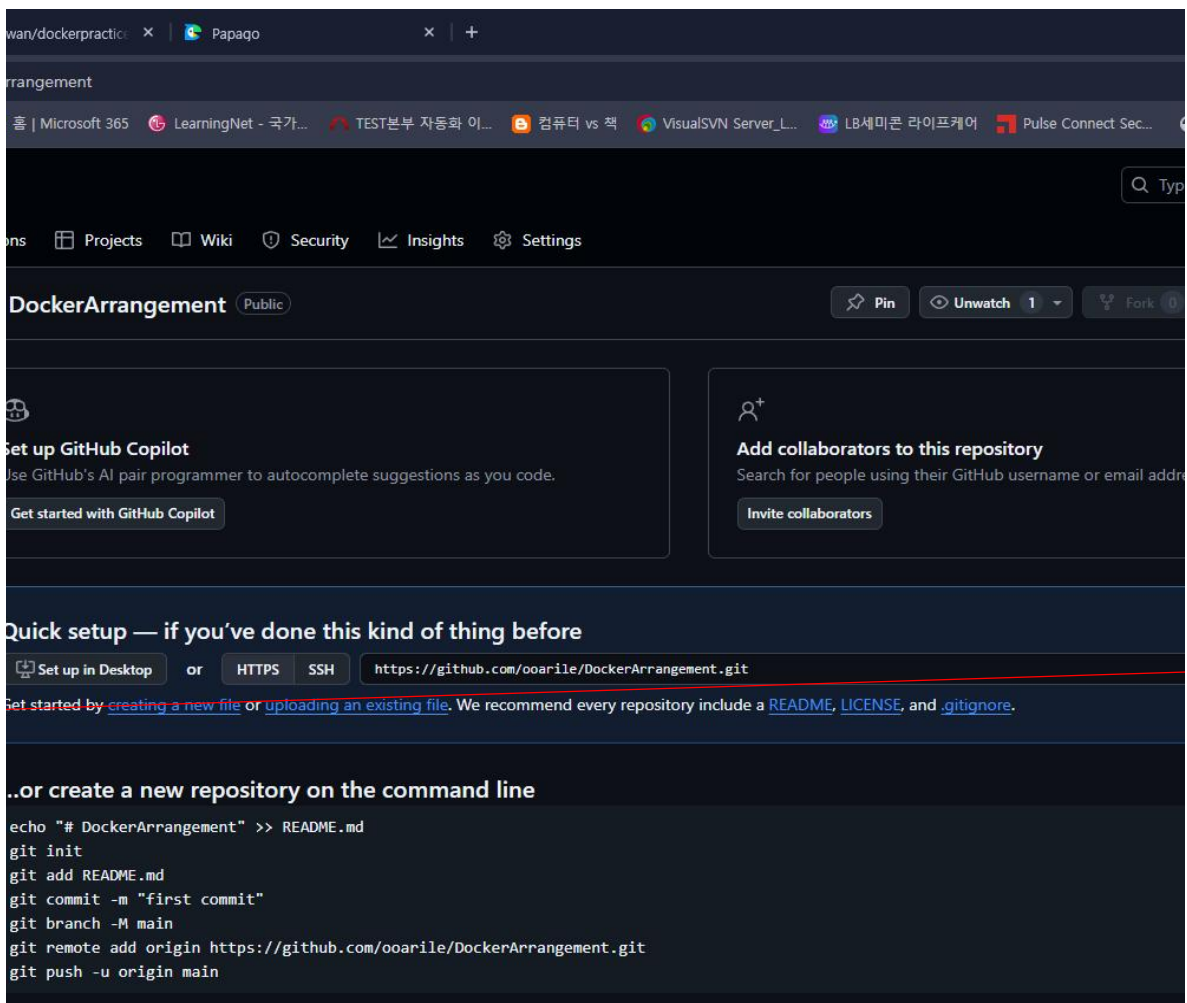 wan/dockerpractice
Papago
rrangement
홈 | Microsoft 365
LearningNet - 국가...
TEST본부 자동화 이...
컴퓨터 vs 책
VisualSVN Server_L...
LB세미콘 라이프케어
Pulse Connect Sec...
Typ
ons
Projects
Wiki
Security
Insights
Settings
DockerArrangement Public
Pin
Unwatch 1
Fork 0
Set up GitHub Copilot
Use GitHub's AI pair programmer to autocomplete suggestions as you code.
Get started with GitHub Copilot
Add collaborators to this repository
Search for people using their GitHub username or email addre
Invite collaborators
Quick setup — if you've done this kind of thing before
Set up in Desktop or HTTPS SSH https://github.com/ooarile/DockerArrangement.git
Get started by creating a new file or uploading an existing file. We recommend every repository include a README, LICENSE, and .gitignore.
...or create a new repository on the command line
echo "# DockerArrangement" >> README.md
git init
git add README.md
git commit -m "first commit"
git branch -M main
git remote add origin https://github.com/ooarile/DockerArrangement.git
git push -u origin main